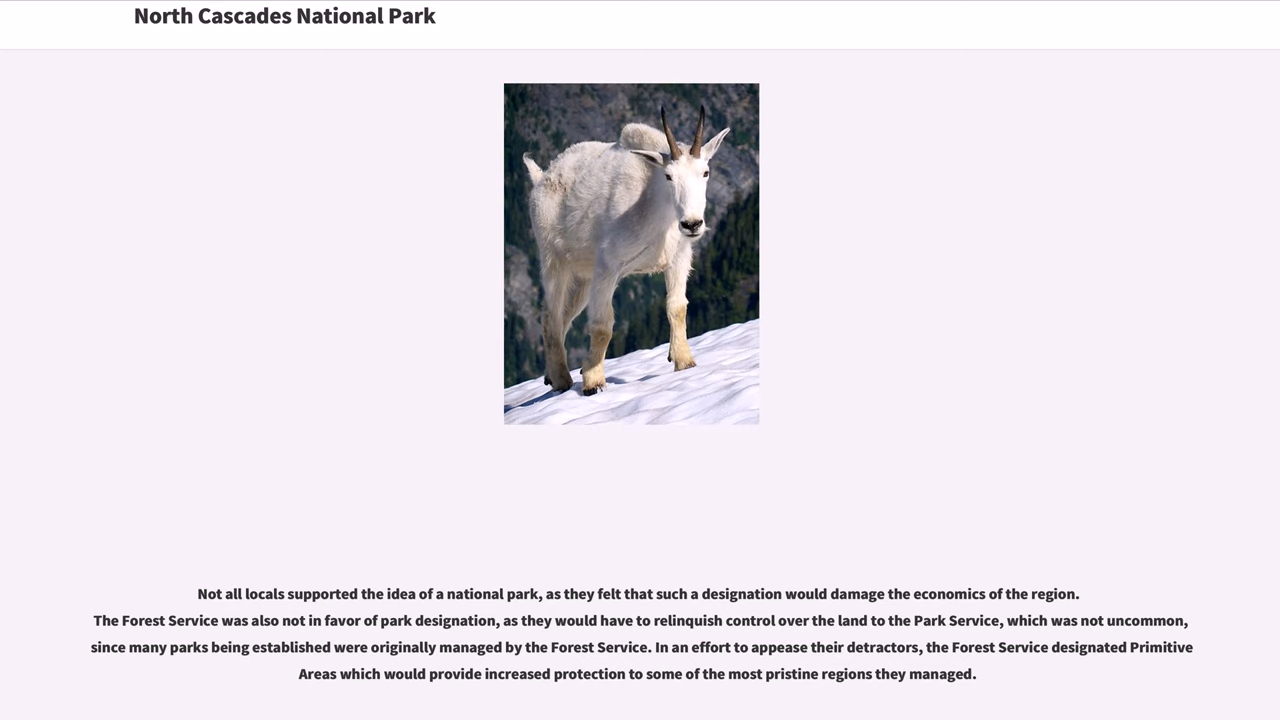 North Cascades National Park
Not all locals supported the idea of a national park, as they felt that such a designation would damage the economics of the region.
The Forest Service was also not in favor of park designation, as they would have to relinquish control over the land to the Park Service, which was not uncommon,
since many parks being established were originally managed by the Forest Service. In an effort to appease their detractors, the Forest Service designated Primitive
Areas which would provide increased protection to some of the most pristine regions they managed.